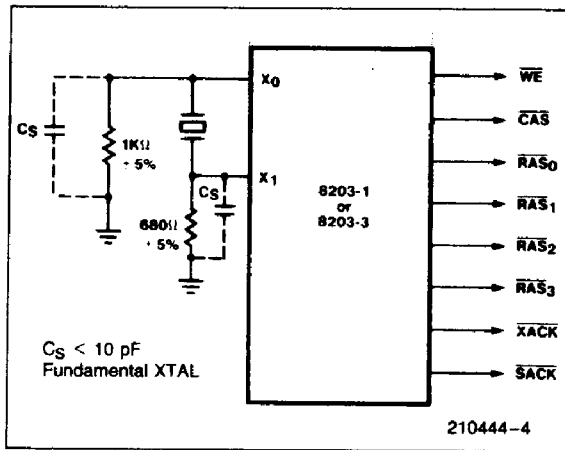 X0
CS
1KΩ
÷ 5%
X1
CS
680Ω
÷ 5%
8203-1
or
8203-3
WE
CAS
RAS0
RAS1
RAS2
RAS3
XACK
SACK
CS < 10 pF
Fundamental XTAL
210444-4